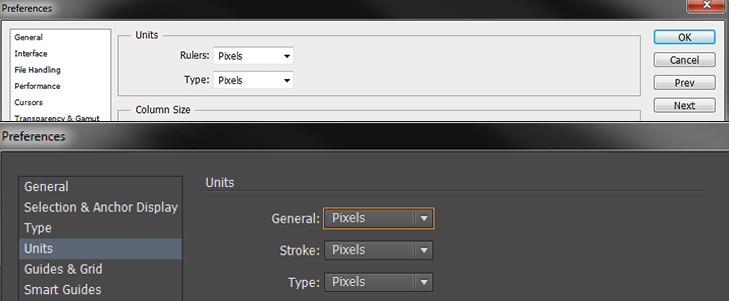 Preferences
General
Interface
File Handling
Performance
Cursors
Transparency & Gamut
Units
Rulers: Pixels
Type: Pixels
Column Size
OK
Cancel
Prev
Next
Preferences
General
Selection & Anchor Display
Type
Units
Guides & Grid
Smart Guides
Units
General: Pixels
Stroke: Pixels
Type: Pixels